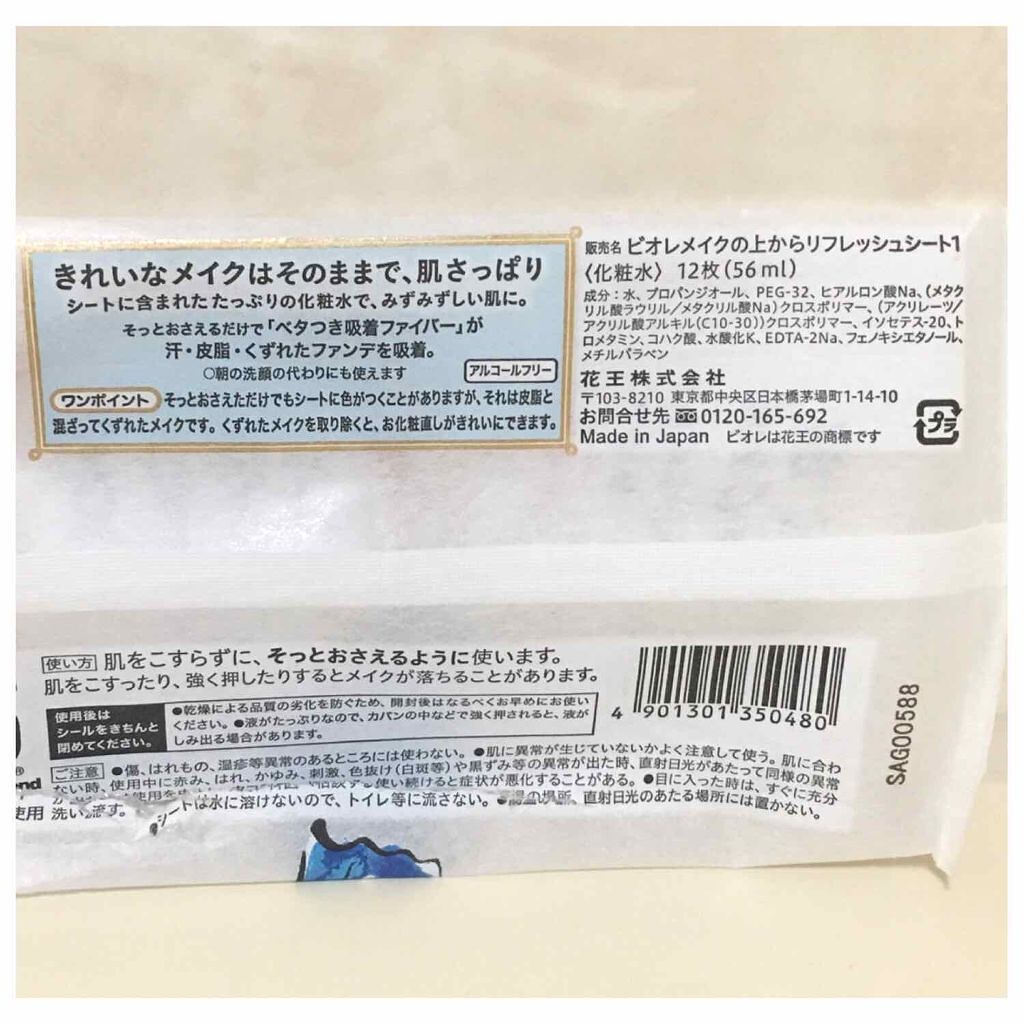 きれいなメイクはそのままで、肌さっぱり
シートに含まれたたっぷりの化粧水で、みずみずしい肌に。
そっとおさえるだけで「ベタつき吸着ファイバー」が
汗・皮脂・くずれたファンデを吸着。
○朝の洗顔の代わりにも使えます
アルコールフリー
ワンポイント そっとおさえただけでもシートに色がつくことがありますが、それは皮脂と
混ざってくずれたメイクです。くずれたメイクを取り除くと、お化粧直しがきれいにできます。
販売名 ビオレメイクの上からリフレッシュシート1
〈化粧水〉 12枚(56ml)
成分:水、プロパンジオール、PEG-32、ヒアルロン酸Na、(メタク
リル酸ラウリル/メタクリル酸Na)クロスポリマー、(アクリレーツ/
アクリル酸アルキル(C10-30))クロスポリマー、イソセテス-20、ト
ロメタミン、コハク酸、水酸化K、EDTA-2Na、フェノキシエタノール、
メチルパラベン
花王株式会社
〒103-8210 東京都中央区日本橋茅場町1-14-10
お問合せ先 0120-165-692
Made in Japan ビオレは花王の商標です
プラ
使い方 肌をこすらずに、そっとおさえるように使います。
肌をこすったり、強く押したりするとメイクが落ちることがあります。
使用後は
シールをきちんと
閉めてください。
●乾燥による品質の劣化を防ぐため、開封後はなるべくお早めにお使い
ください。●液がたっぷりなので、カバンの中などで強く押されると、液が
しみ出る場合があります。
4 901301 350480
SAG00588
ご注意 ●傷、はれもの、湿疹等異常のあるところには使わない。●肌に異常が生じていないかよく注意して使う。肌に合わ
ない時、使用中に赤み、はれ、かゆみ、刺激、色抜け(白斑等)や黒ずみ等の異常が出た時、直射日光があたって同様の異常
使い続けると症状が悪化することがある。●目に入った時は、すぐに充分
洗い流す。●シートは水に溶けないので、トイレ等に流さない。 直射日光のあたる場所には置かない。
®
nd
使用